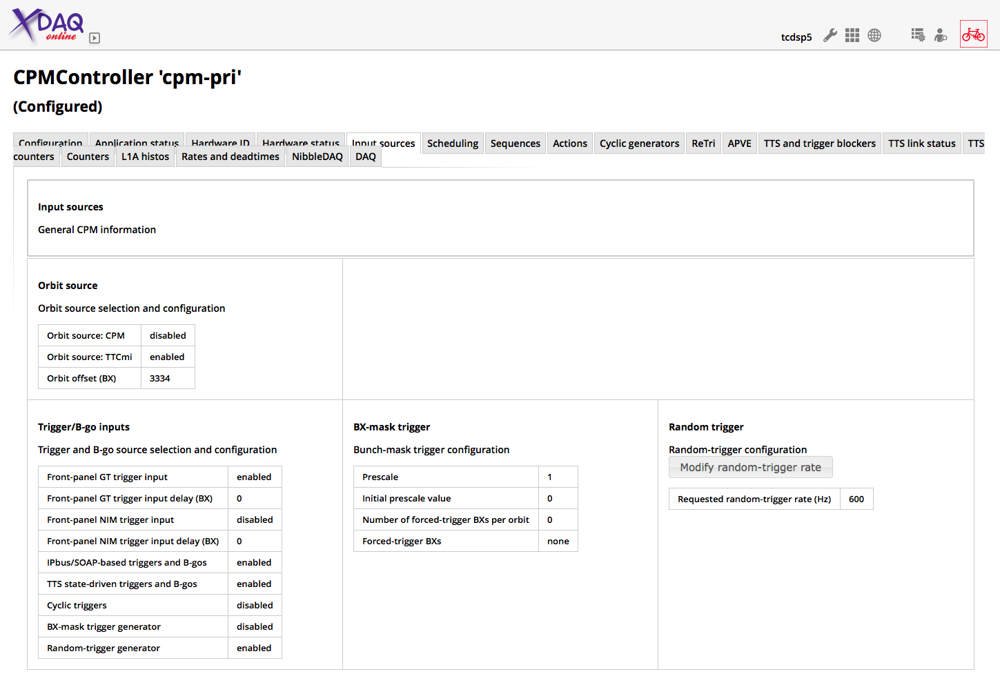 XDAQ
online
tcdsp5
CPMController 'cpm-pri'
(Configured)
Configuration Application status Hardware ID Hardware status Input sources Scheduling Sequences Actions Cyclic generators ReTri APVE TTS and trigger blockers TTS link status TTS
counters Counters L1A histos Rates and deadtimes NibbleDAQ DAQ
Input sources
General CPM information
Orbit source
Orbit source selection and configuration
Orbit source: CPM disabled
Orbit source: TTCmi enabled
Orbit offset (BX) 3334
Trigger/B-go inputs
Trigger and B-go source selection and configuration
Front-panel GT trigger input enabled
Front-panel GT trigger input delay (BX) 0
Front-panel NIM trigger input disabled
Front-panel NIM trigger input delay (BX) 0
IPbus/SOAP-based triggers and B-gos enabled
TTS state-driven triggers and B-gos enabled
Cyclic triggers disabled
BX-mask trigger generator disabled
Random-trigger generator enabled
BX-mask trigger
Bunch-mask trigger configuration
Prescale 1
Initial prescale value 0
Number of forced-trigger BXs per orbit 0
Forced-trigger BXs none
Random trigger
Random-trigger configuration
Modify random-trigger rate
Requested random-trigger rate (Hz) 600